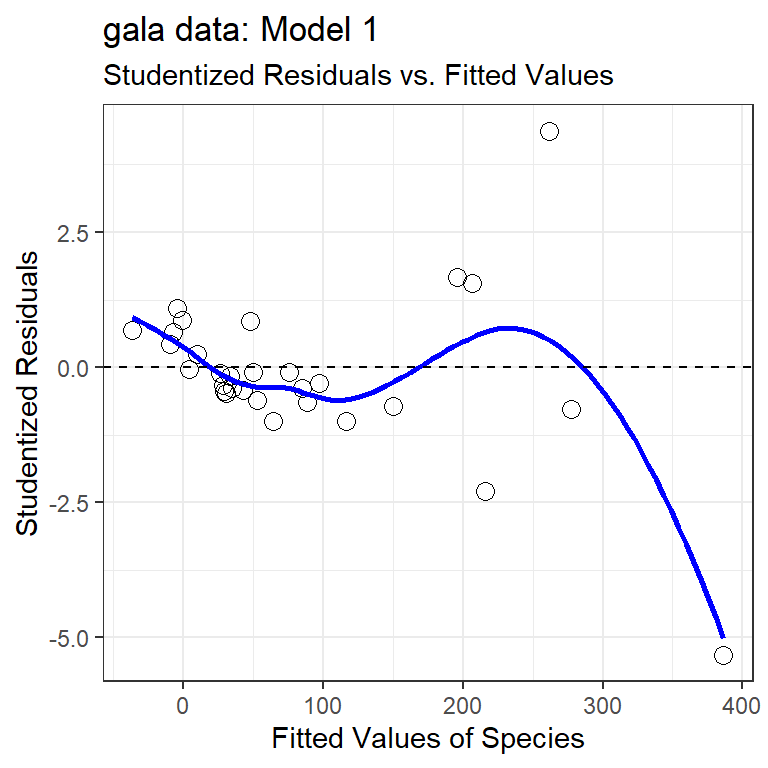 gala data: Model 1
Studentized Residuals vs. Fitted Values
Studentized Residuals
2.5
0.0
-2.5
-5.0
0 100 200 300 400
Fitted Values of Species